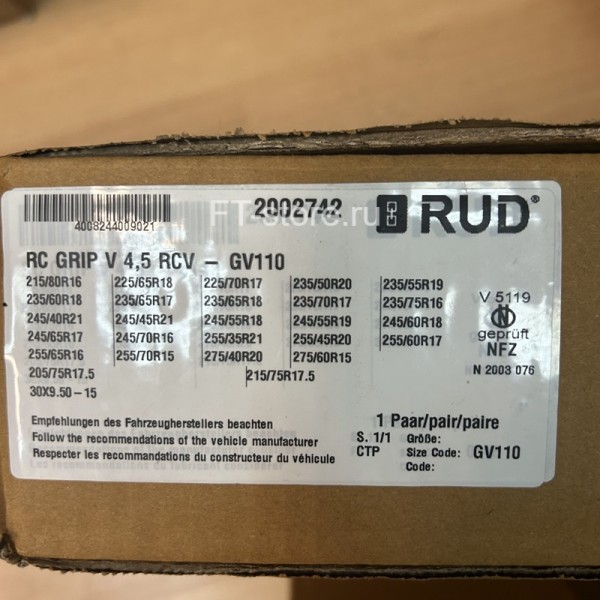 4008244009021
2002742
RUD®
FT-store.ru
RC GRIP V 4,5 RCV – GV110
215/80R16 225/65R18 225/70R17 235/50R20 235/55R19
235/60R18 235/65R17 235/65R18 235/70R17 235/75R16
245/40R21 245/45R21 245/55R18 245/55R19 245/60R18
245/65R17 245/70R16 255/35R21 255/45R20 255/60R17
255/65R16 255/70R15 275/40R20 275/60R15
205/75R17.5 215/75R17.5
30X9.50-15
V 5119
geprüft
NFZ
N 2003 076
Empfehlungen des Fahrzeugherstellers beachten
Follow the recommendations of the vehicle manufacturer
Respecter les recommandations du constructeur du véhicule
1 Paar/pair/paire
S. 1/1 Größe:
CTP Size Code: GV110
Code: